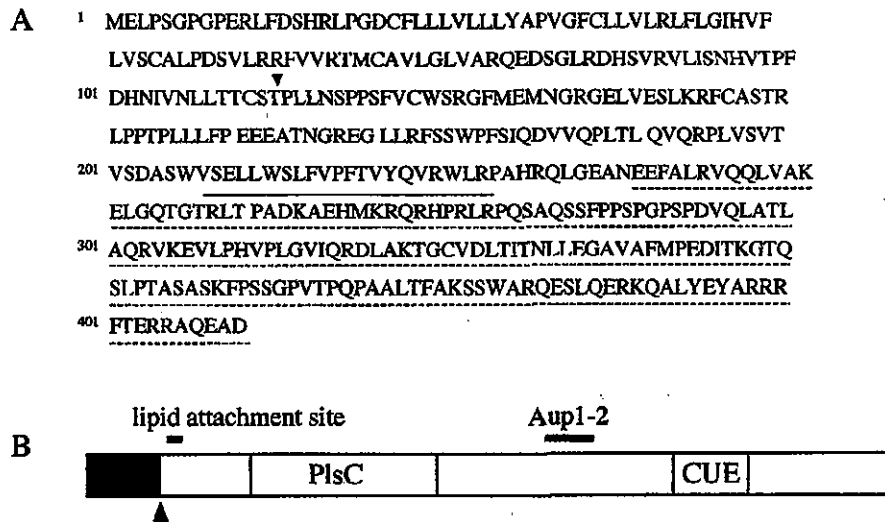 A
1 MELPSGPGPERLFDSHRLPGDCFLLLVLLLYAPVGFCLLVLRLFLGIHVF
LVSCALPDSVLRRFVVRTMCAVLGLVARQEDSGLRDHSVRVLISNHVTPF
101 DHNIVNLLTTCSTPLLNSPPSFVCWSRGFMEMNGRGELVESLKRFCASTR
LPPTPLLLFP EEEATNGREG LLRFSSWPFSIQDVVQPLTL QVQRPLVSVT
201 VSDASWVSELLWSLFVPFTVYQVRWLRPAHRQLGEANEEFALRVQQLVAK
ELGQTGTRLT PADKAEHMKRQRHPRLRPQSAQSSFPPSPGPSPDVQLATL
301 AQRVKEVLPHVPLGVIQRDLAKTGCVDLTITNLLEGAVAFMPEDITKGTQ
SLPTASASKFPSSGPVTPQPAALTFAKSSWARQESLQERKQALYEYARRR
401 FTERRAQEAD
B
lipid attachment site
Aup1-2
PlsC
CUE